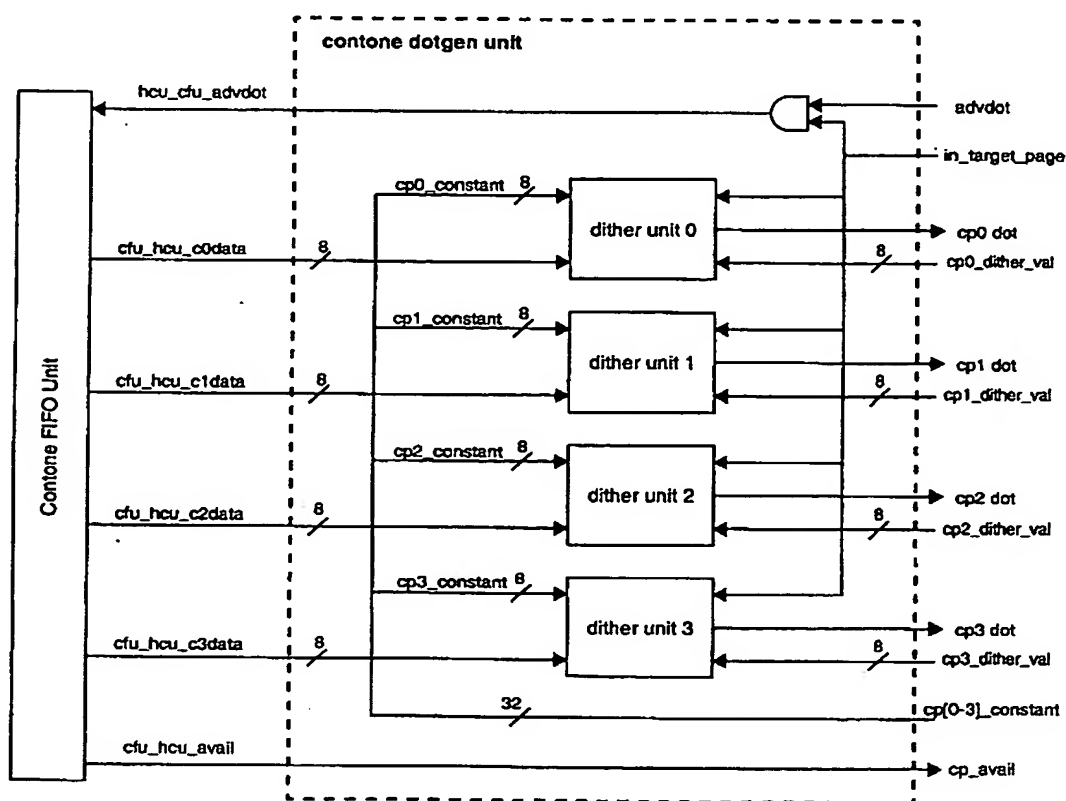 contone dotgen unit
hcu_cfu_advdot
advdot
in_target_page
cp0_constant 8
dither unit 0
cp0 dot
cfu_hcu_c0data 8
8 cp0_dither_val
cp1_constant 8
dither unit 1
cp1 dot
cfu_hcu_c1data 8
8 cp1_dither_val
Contone FIFO Unit
cp2_constant 8
dither unit 2
cp2 dot
cfu_hcu_c2data 8
8 cp2_dither_val
cp3_constant 8
dither unit 3
cp3 dot
cfu_hcu_c3data 8
8 cp3_dither_val
32
cp[0-3]_constant
cfu_hcu_avail
cp_avail